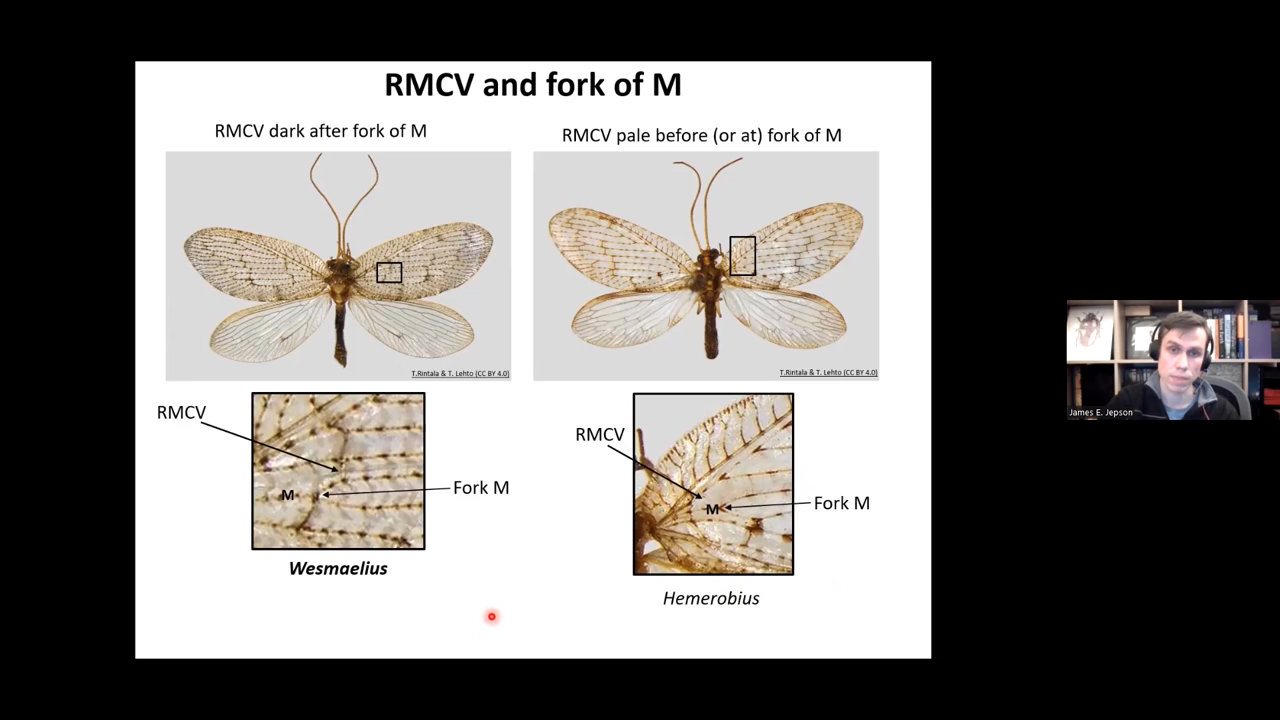 RMCV and fork of M
RMCV dark after fork of M
RMCV pale before (or at) fork of M
T.Rintala & T. Lehto (CC BY 4.0)
T.Rintala & T. Lehto (CC BY 4.0)
RMCV
M
Fork M
Wesmaelius
RMCV
M
Fork M
Hemerobius
James E. Jepson